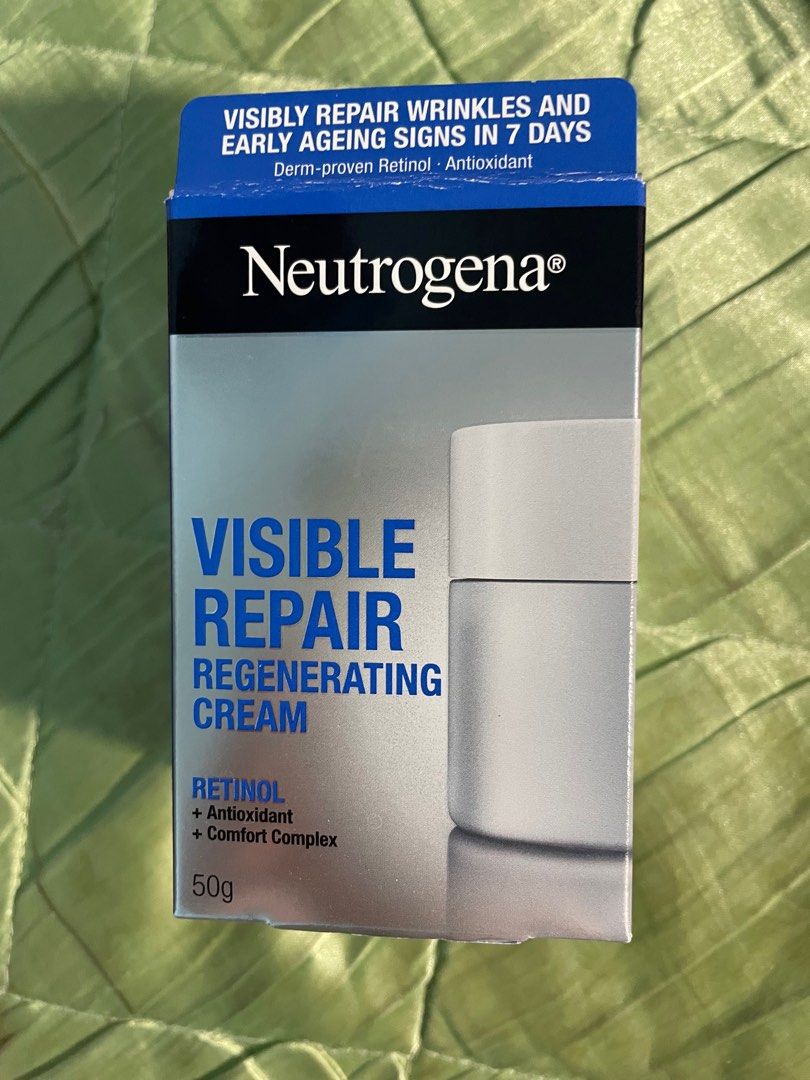 VISIBLY REPAIR WRINKLES AND
EARLY AGEING SIGNS IN 7 DAYS
Derm-proven Retinol · Antioxidant
Neutrogena®
VISIBLE
REPAIR
REGENERATING
CREAM
RETINOL
+ Antioxidant
+ Comfort Complex
50g